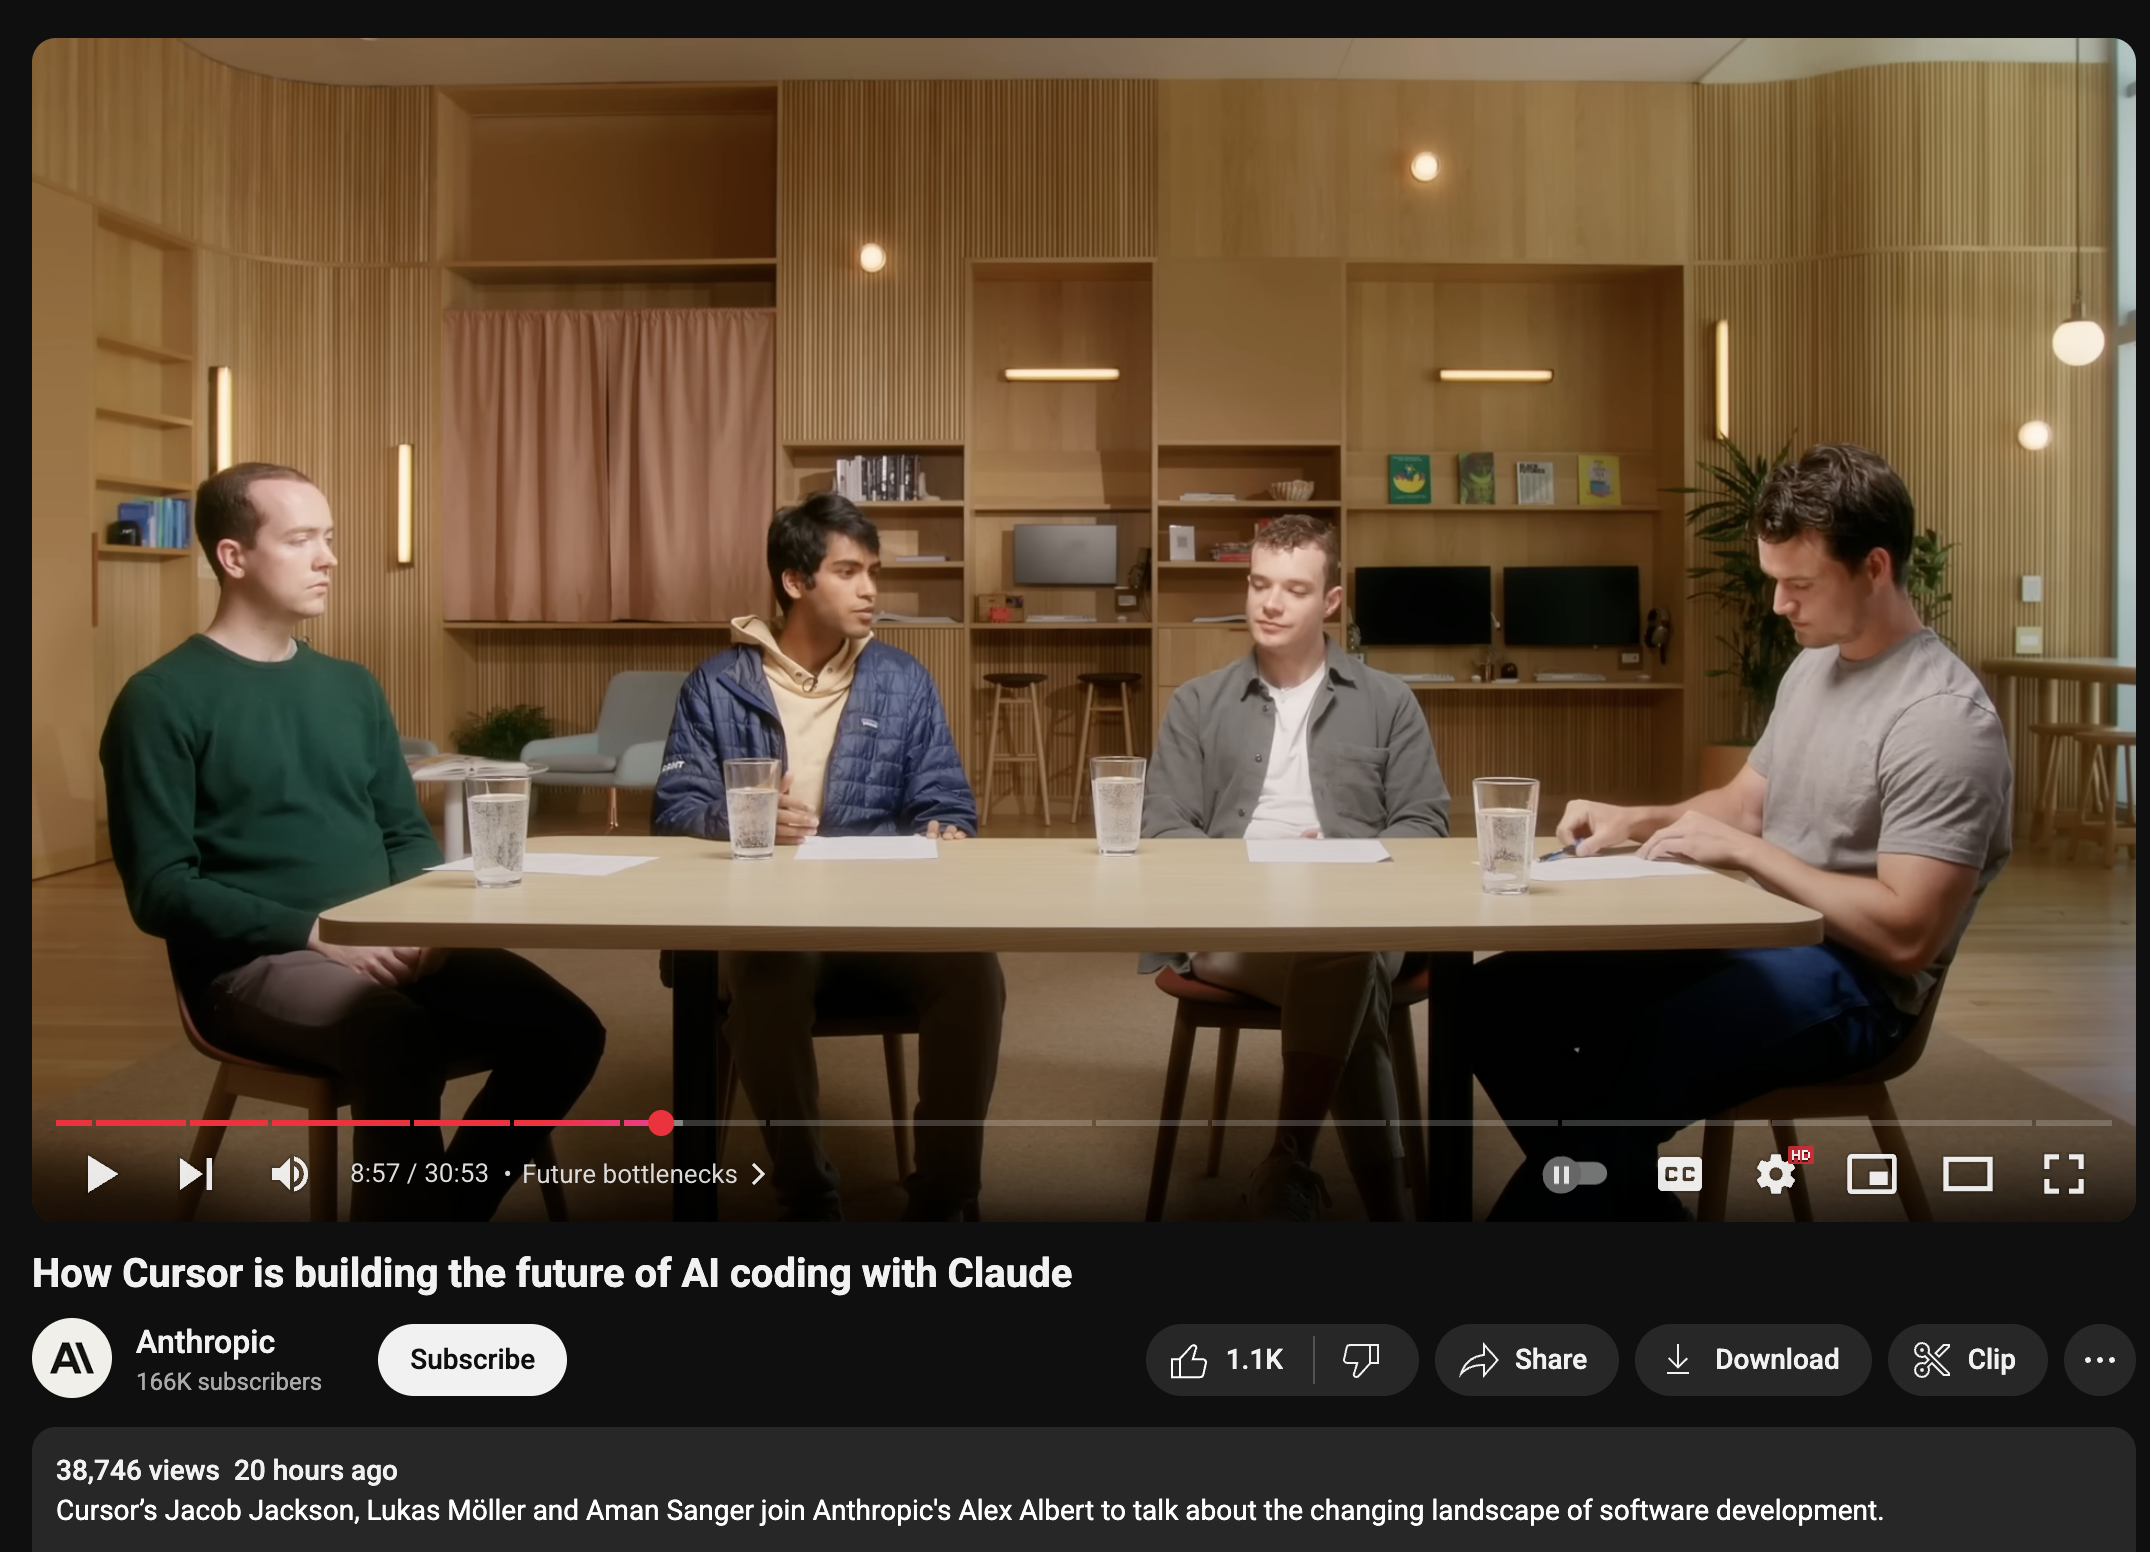 8:57 / 30:53 • Future bottlenecks
CC
HD
How Cursor is building the future of AI coding with Claude
Anthropic
166K subscribers
Subscribe
1.1K
Share
Download
Clip
38,746 views 20 hours ago
Cursor’s Jacob Jackson, Lukas Möller and Aman Sanger join Anthropic's Alex Albert to talk about the changing landscape of software development.